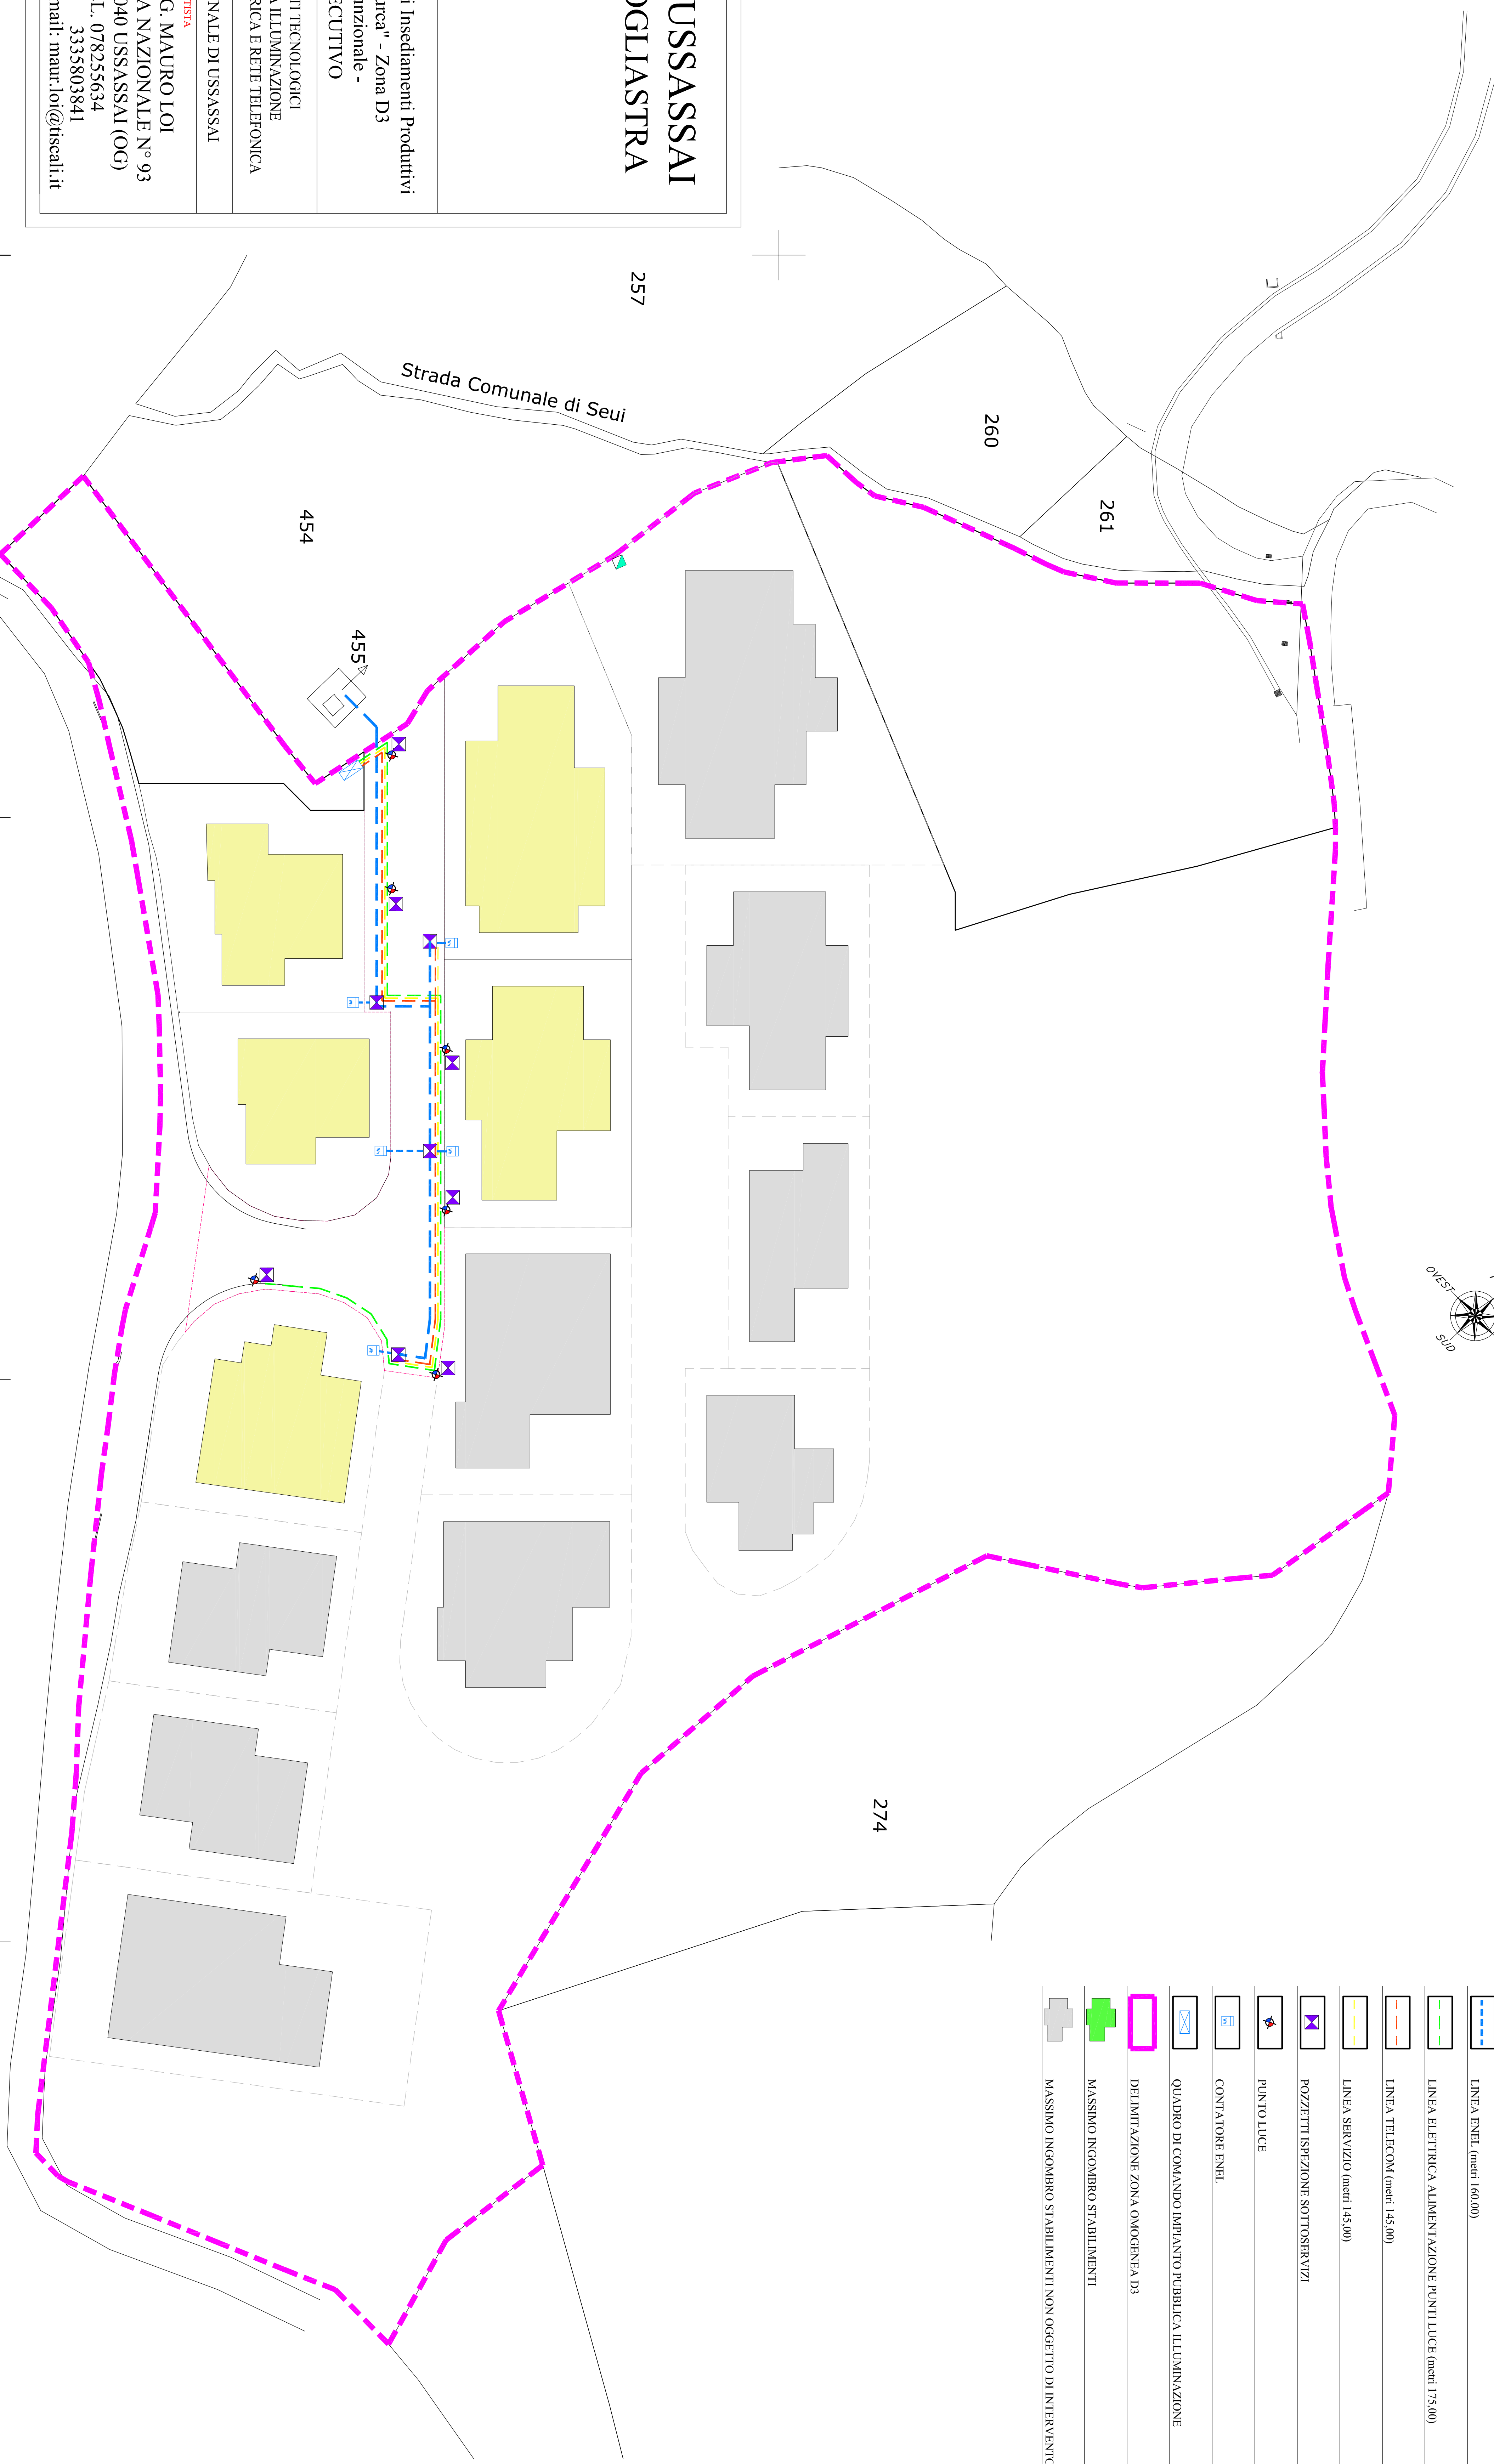 USSASSAI
OGLIASTRA
i Insediamenti Produttivi
urca" - Zona D3
anzionale -
ECUTIVO
TI TECNOLOGICI
A ILLUMINAZIONE
RICA E RETE TELEFONICA
NALE DI USSASSAI
TISTA
G. MAURO LOI
A NAZIONALE N° 93
040 USSASSAI (OG)
L. 078255634
3335803841
mail: maur.loi@tiscali.it
257
Strada Comunale di Seui
260
261
454
455
274
OVEST
SUD
LINEA ENEL (metri 160,00)
LINEA ELETTRICA ALIMENTAZIONE PUNTI LUCE (metri 175,00)
LINEA TELECOM (metri 145,00)
LINEA SERVIZIO (metri 145,00)
POZZETTI ISPEZIONE SOTTOSERVIZI
PUNTO LUCE
CONTATORE ENEL
QUADRO DI COMANDO IMPIANTO PUBBLICA ILLUMINAZIONE
DELIMITAZIONE ZONA OMOGENEA D3
MASSIMO INGOMBRO STABILIMENTI
MASSIMO INGOMBRO STABILIMENTI NON OGGETTO DI INTERVENTO